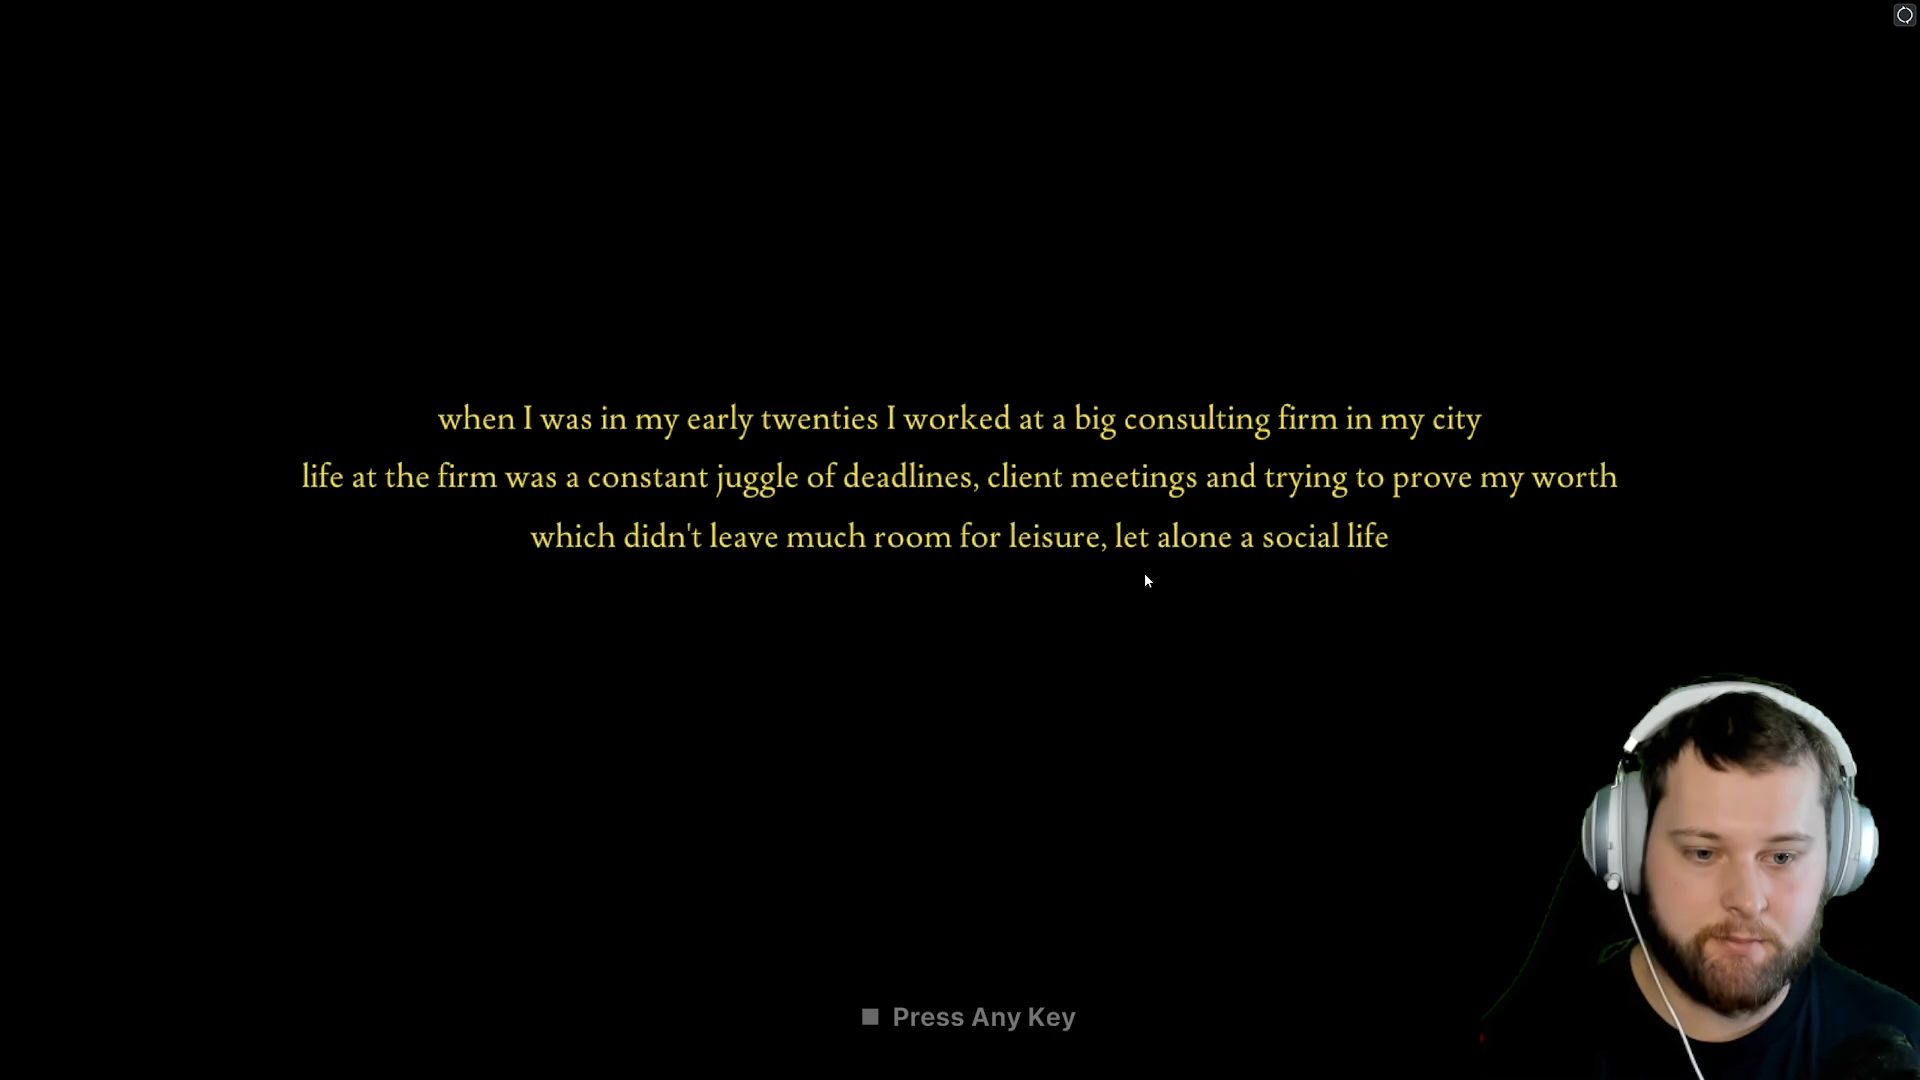 when I was in my early twenties I worked at a big consulting firm in my city
life at the firm was a constant juggle of deadlines, client meetings and trying to prove my worth
which didn't leave much room for leisure, let alone a social life
Press Any Key